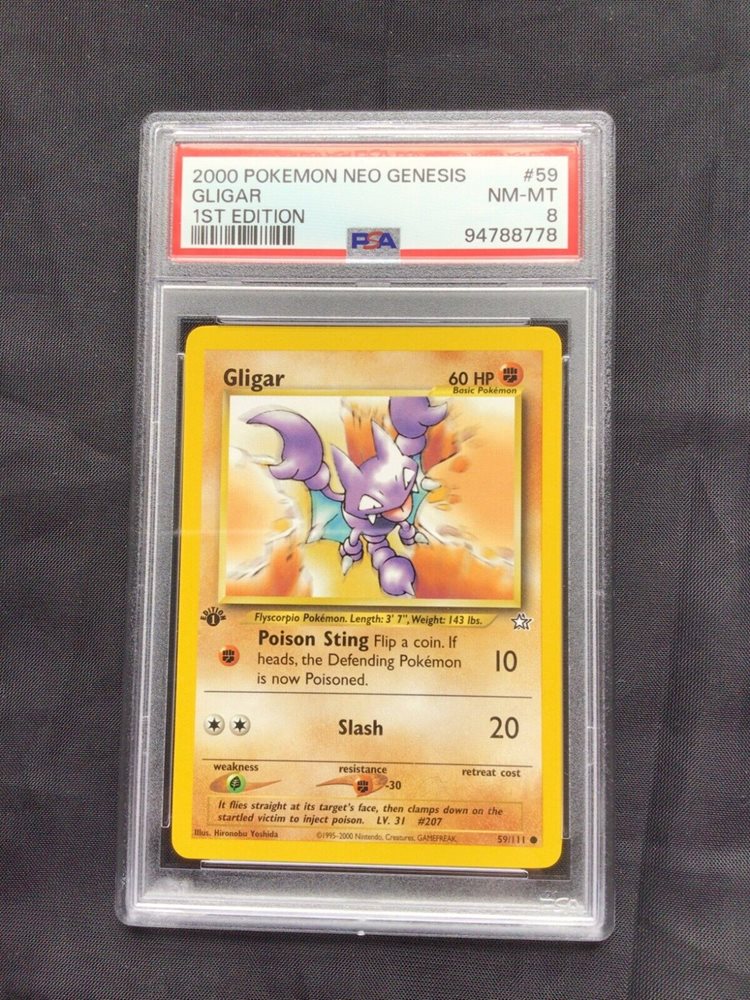 2000 POKEMON NEO GENESIS #59
GLIGAR NM-MT
1ST EDITION 8
PSA 94788778
Gligar 60 HP
Basic Pokémon
EDITION
1
Flyscorpio Pokémon. Length: 3' 7", Weight: 143 lbs.
Poison Sting Flip a coin. If
heads, the Defending Pokémon
is now Poisoned.
10
Slash 20
weakness resistance retreat cost
-30
It flies straight at its target's face, then clamps down on the
startled victim to inject poison. LV. 31 #207
Illus. Hironobu Yoshida ©1995-2000 Nintendo, Creatures, GAMEFREAK. 59/111